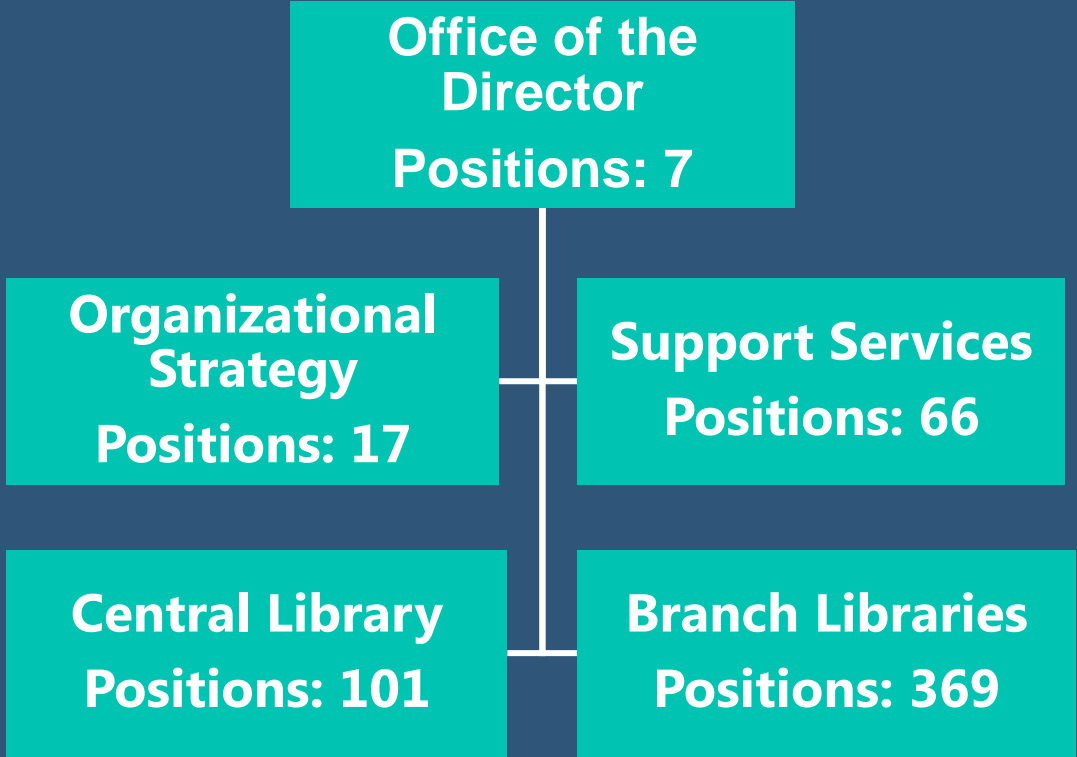 Office of the
Director
Positions: 7
Organizational
Strategy
Positions: 17
Support Services
Positions: 66
Central Library
Positions: 101
Branch Libraries
Positions: 369